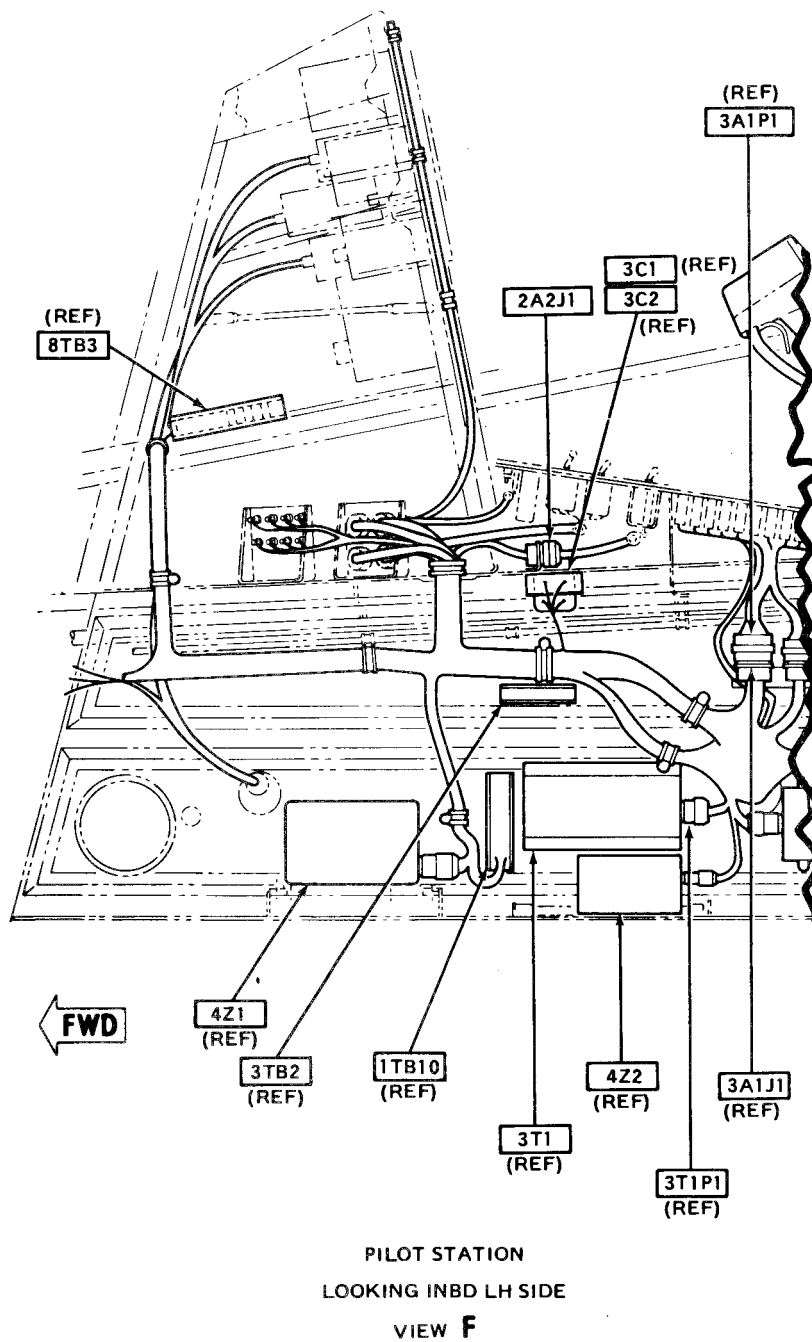 (REF)
3A1P1
3C1 (REF)
2A2J1 3C2
(REF)
(REF)
8TB3
FWD
4Z1
(REF)
3TB2
(REF)
1TB10
(REF)
4Z2
(REF)
3A1J1
(REF)
3T1
(REF)
3T1P1
(REF)
PILOT STATION
LOOKING INBD LH SIDE
VIEW F